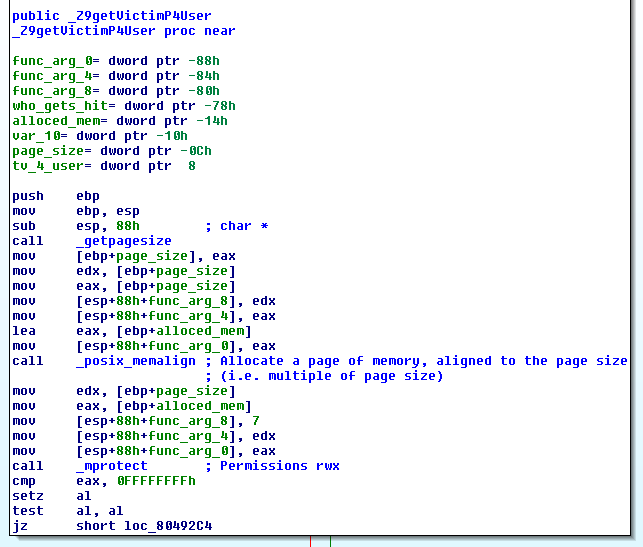 public _Z9getVictimP4User
_Z9getVictimP4User proc near
func_arg_0= dword ptr -88h
func_arg_4= dword ptr -84h
func_arg_8= dword ptr -80h
who_gets_hit= dword ptr -78h
alloced_mem= dword ptr -14h
var_10= dword ptr -10h
page_size= dword ptr -0Ch
tv_4_user= dword ptr  8
push    ebp
mov     ebp, esp
sub     esp, 88h        ; char *
call    _getpagesize
mov     [ebp+page_size], eax
mov     edx, [ebp+page_size]
mov     eax, [ebp+page_size]
mov     [esp+88h+func_arg_8], edx
mov     [esp+88h+func_arg_4], eax
lea     eax, [ebp+alloced_mem]
mov     [esp+88h+func_arg_0], eax
call    _posix_memalign ; Allocate a page of memory, aligned to the page size
; (i.e. multiple of page size)
mov     edx, [ebp+page_size]
mov     eax, [ebp+alloced_mem]
mov     [esp+88h+func_arg_8], 7
mov     [esp+88h+func_arg_4], edx
mov     [esp+88h+func_arg_0], eax
call    _mprotect       ; Permissions rwx
cmp     eax, 0FFFFFFFFh
setz    al
test    al, al
jz      short loc_80492C4